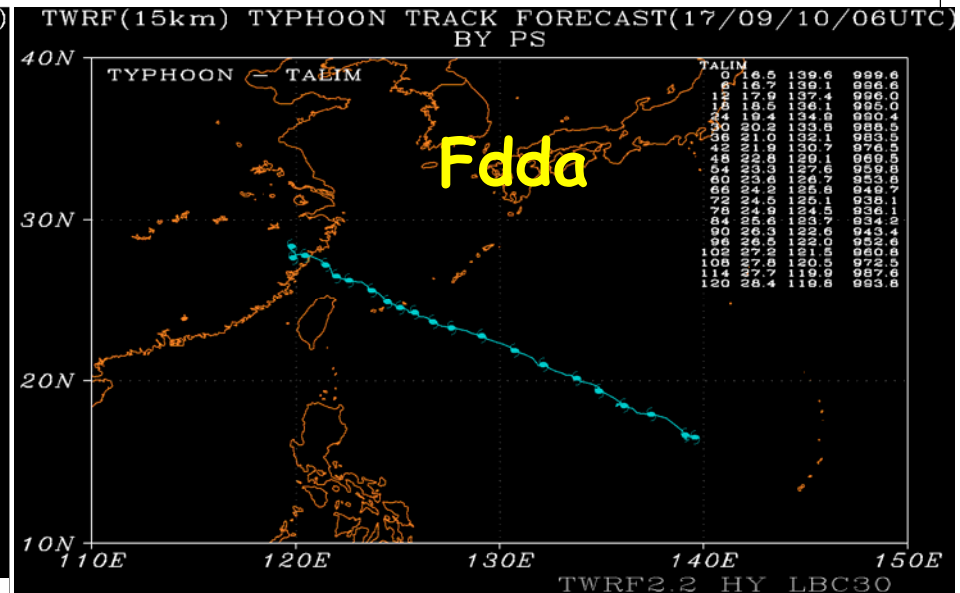 TWRF(15km) TYPHOON TRACK FORECAST(17/09/10/06UTC)
BY PS
40N
TYPHOON - TALIM
TALIM
0 16.5 139.6 999.6
6 16.7 139.1 996.6
12 17.9 137.4 996.0
18 18.5 136.1 995.0
24 19.4 134.9 990.4
30 20.2 133.8 988.5
36 21.0 132.1 983.5
42 21.9 130.7 976.5
48 22.8 129.1 969.5
54 23.3 127.6 959.8
60 23.6 126.7 953.8
66 24.2 125.8 949.7
72 24.5 125.1 938.1
78 24.9 124.5 936.1
84 25.6 123.7 934.2
90 26.3 122.6 943.4
96 26.5 122.0 952.6
102 27.2 121.5 960.8
108 27.8 120.5 972.5
114 27.7 119.9 987.6
120 28.4 119.8 993.8
Fdda
30N
20N
10N
110E 120E 130E 140E 150E
TWRF2.2 HY LBC30